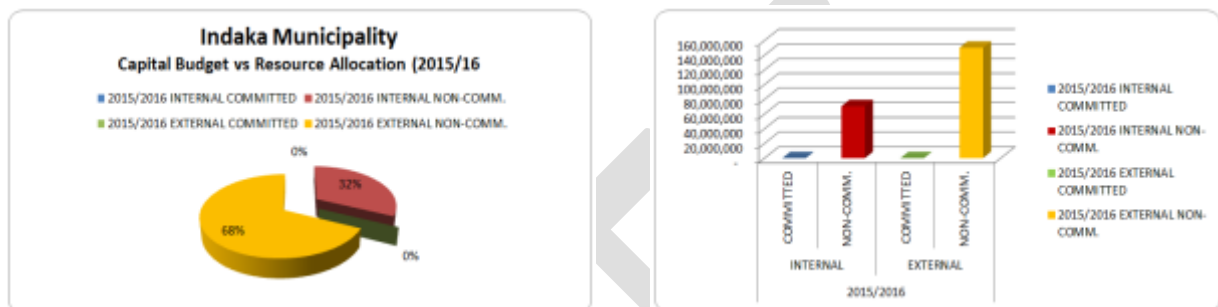 Indaka Municipality
Capital Budget vs Resource Allocation (2015/16
2015/2016 INTERNAL COMMITTED 2015/2016 INTERNAL NON-COMM.
2015/2016 EXTERNAL COMMITTED 2015/2016 EXTERNAL NON-COMM.
0%
32%
68%
0%
160,000,000
140,000,000
120,000,000
100,000,000
80,000,000
60,000,000
40,000,000
20,000,000
-
COMMITTED
NON-COMM.
COMMITTED
NON-COMM.
INTERNAL EXTERNAL
2015/2016
2015/2016 INTERNAL
COMMITTED
2015/2016 INTERNAL NON-
COMM.
2015/2016 EXTERNAL
COMMITTED
2015/2016 EXTERNAL NON-
COMM.